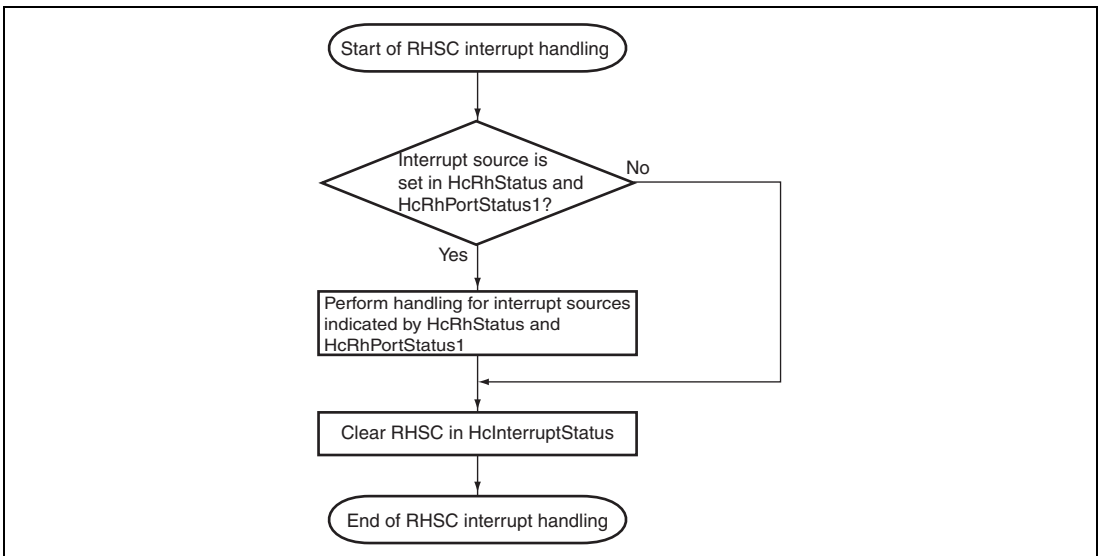 Start of RHSC interrupt handling
Interrupt source is
set in HcRhStatus and
HcRhPortStatus1?
No
Yes
Perform handling for interrupt sources
indicated by HcRhStatus and
HcRhPortStatus1
Clear RHSC in HcInterruptStatus
End of RHSC interrupt handling